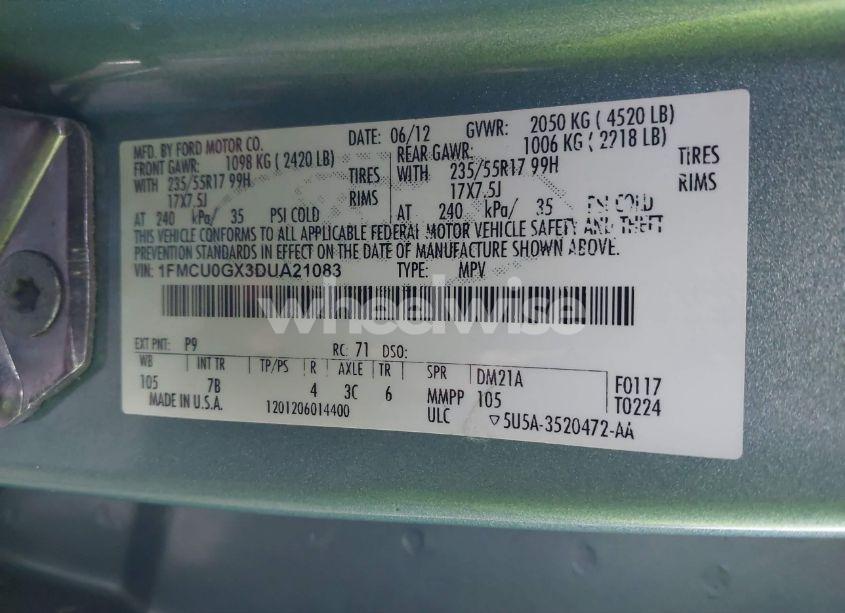 MFD. BY FORD MOTOR CO. DATE: 06/12 GVWR: 2050 KG ( 4520 LB)
FRONT GAWR: 1098 KG ( 2420 LB) REAR GAWR: 1006 KG ( 2218 LB)
WITH 235/55R17 99H TIRES WITH 235/55R17 99H TIRES
17X7.5J RIMS 17X7.5J RIMS
AT 240 kPa/ 35 PSI COLD AT 240 kPa/ 35 PSI COLD
THIS VEHICLE CONFORMS TO ALL APPLICABLE FEDERAL MOTOR VEHICLE SAFETY AND THEFT
PREVENTION STANDARDS IN EFFECT ON THE DATE OF MANUFACTURE SHOWN ABOVE.
VIN: 1FMCU0GX3DUA21083 TYPE: MPV
wheelwise
EXT PNT: P9 RC: 71 DSO:
WB INT TR TP/PS R AXLE TR SPR DM21A F0117
105 7B 4 3C 6 MMPP 105 T0224
MADE IN U.S.A. 1201206014400 ULC ▽5U5A-3520472-AA